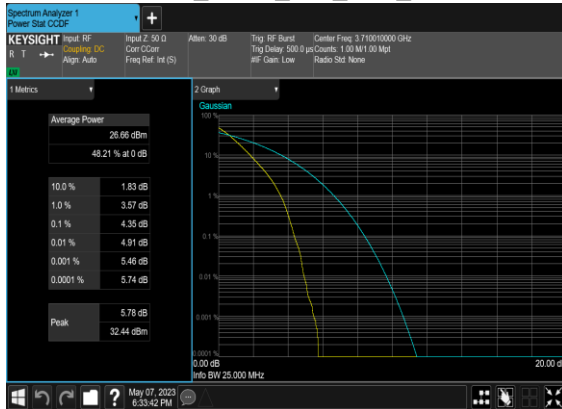 Spectrum Analyzer 1
Power Stat CCDF
+
KEYSIGHT
R T
LU
Input: RF
Coupling: DC
Align: Auto
Input Z: 50 Ω
Corr CCorr
Freq Ref: Int (S)
Atten: 30 dB
Trig: RF Burst
Trig Delay: 500.0 µs
#IF Gain: Low
Center Freq: 3.710010000 GHz
Counts: 1.00 M/1.00 Mpt
Radio Std: None
1 Metrics
Average Power
26.66 dBm
48.21 % at 0 dB
10.0 % 1.83 dB
1.0 % 3.57 dB
0.1 % 4.35 dB
0.01 % 4.91 dB
0.001 % 5.46 dB
0.0001 % 5.74 dB
Peak
5.78 dB
32.44 dBm
2 Graph
Gaussian
100 %
10 %
1 %
0.1 %
0.01 %
0.001 %
0.0001 %
0.00 dB
20.00 d
Info BW 25.000 MHz
?
May 07, 2023
6:33:42 PM